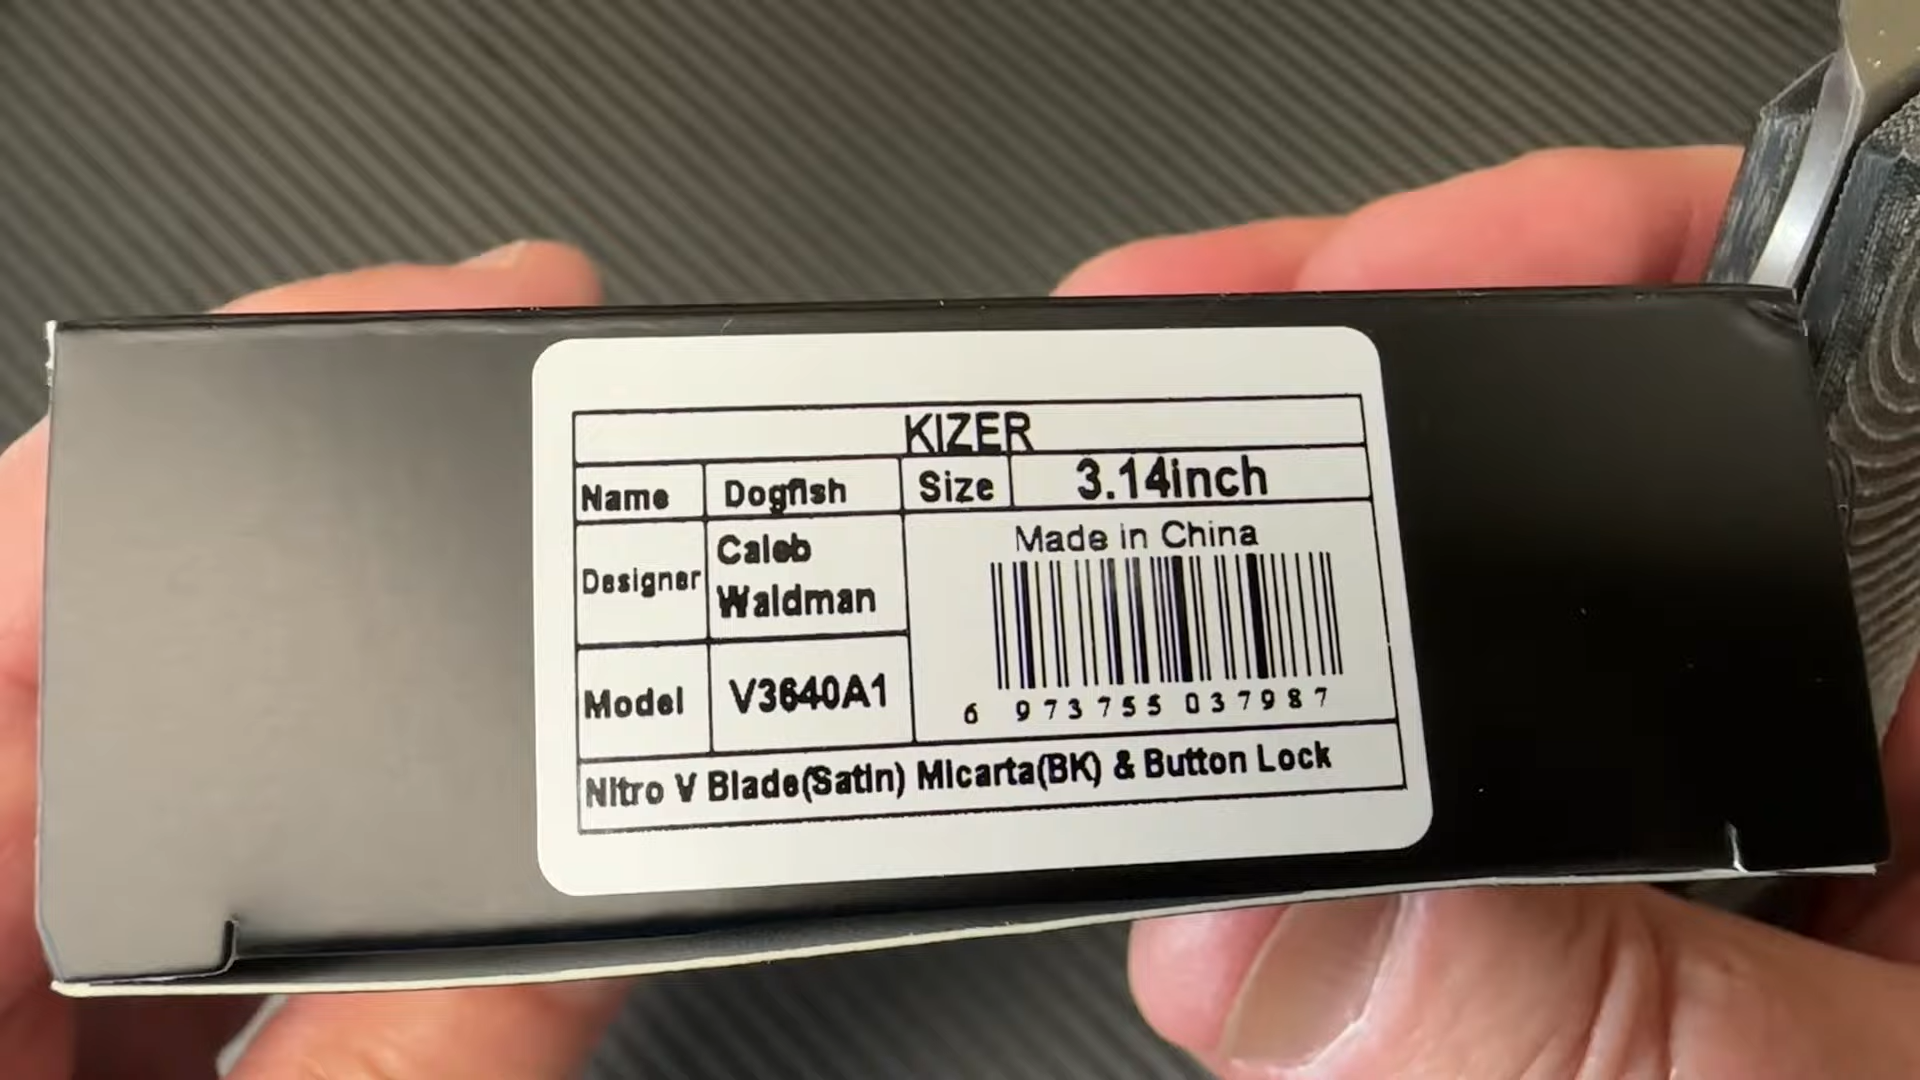 KIZER
Name Dogfish Size 3.14inch
Designer Caleb Waldman
Made in China
Model V3640A1
6 973755 037987
Nitro V Blade(Satin) Micarta(BK) & Button Lock